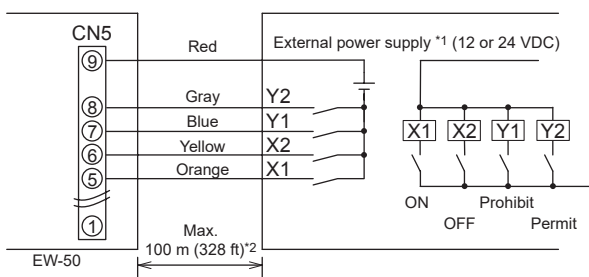 CN5
Red
External power supply *1 (12 or 24 VDC)
9
8 Gray Y2
7 Blue Y1
6 Yellow X2
5 Orange X1
1
X1 X2 Y1 Y2
ON Prohibit
OFF Permit
Max.
100 m (328 ft)*2
EW-50